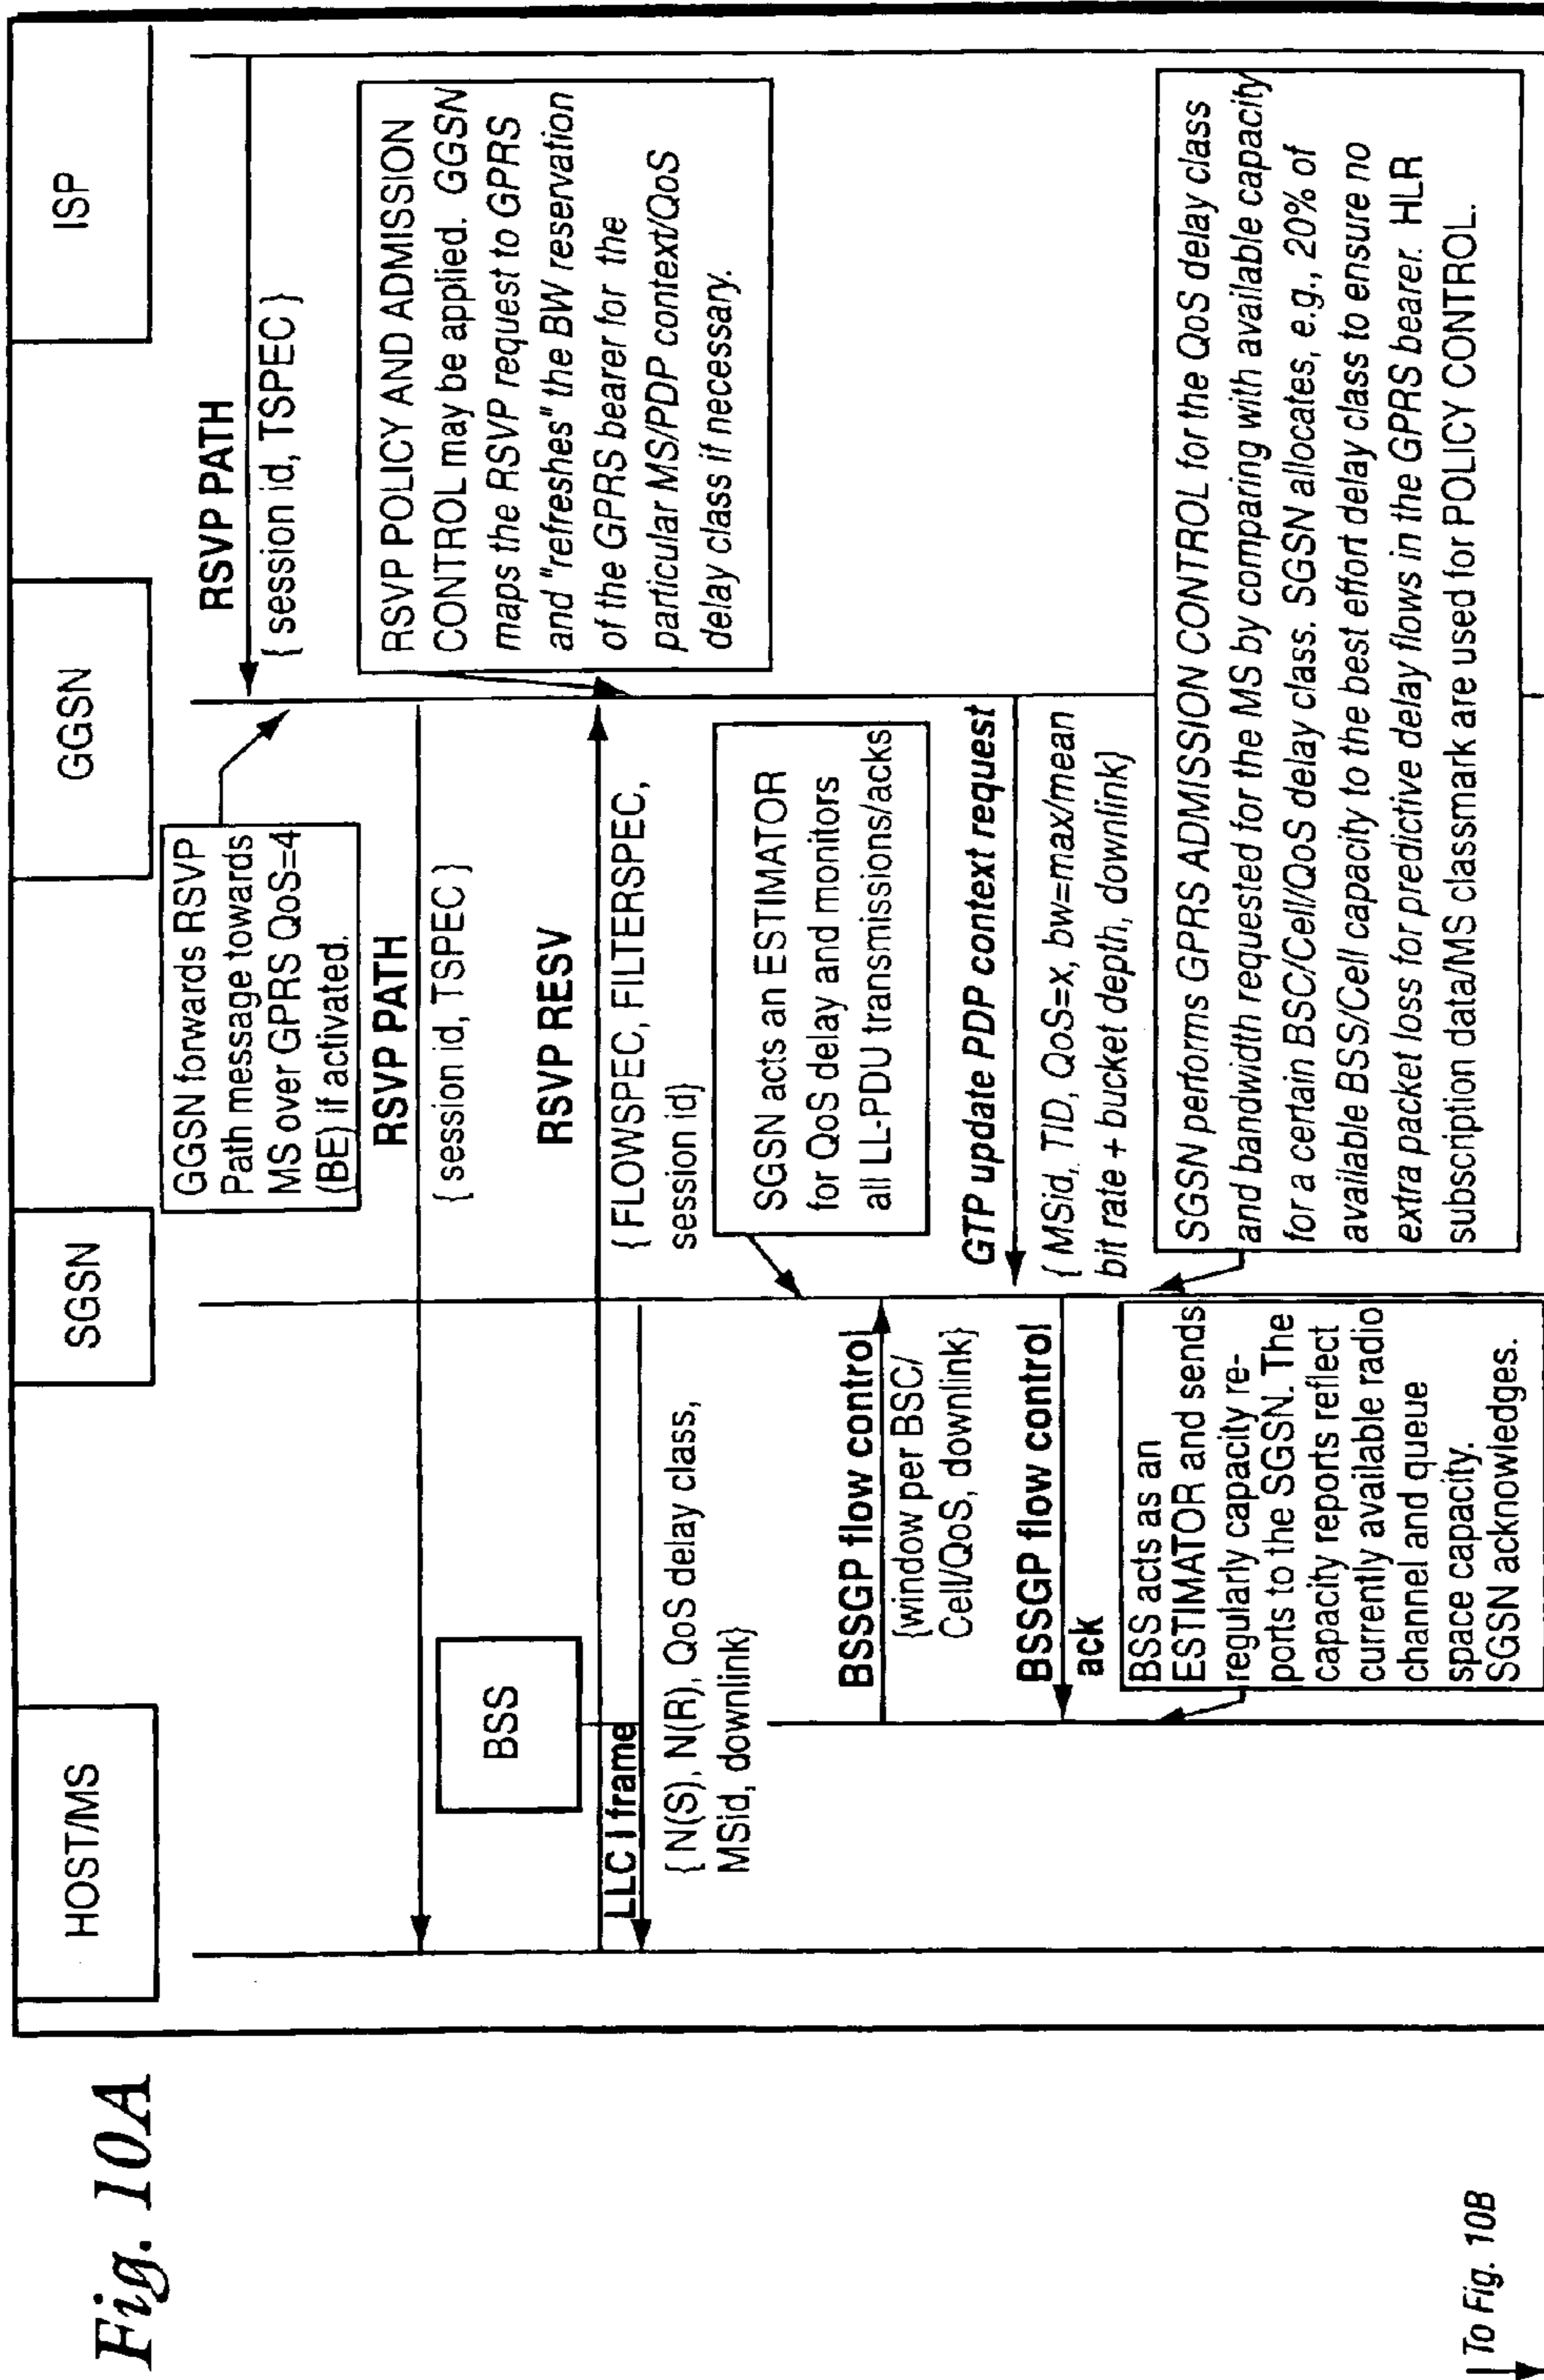 Fig. 10A
HOST/MS
SGSN
GGSN
ISP
RSVP PATH
{ session id, TSPEC }
GGSN forwards RSVP
Path message towards
MS over GPRS QoS=4
(BE) if activated.
RSVP PATH
{ session id, TSPEC }
RSVP POLICY AND ADMISSION
CONTROL may be applied. GGSN
maps the RSVP request to GPRS
and "refreshes" the BW reservation
of the GPRS bearer for the
particular MS/PDP context/QoS
delay class if necessary.
BSS
RSVP RESV
{ FLOWSPEC, FILTERSPEC,
session id}
LLC I frame
{ N(S), N(R), QoS delay class,
MSid, downlink}
SGSN acts an ESTIMATOR
for QoS delay and monitors
all LL-PDU transmissions/acks
BSSGP flow control
{window per BSC/
Cell/QoS, downlink}
GTP update PDP context request
{ MSid, TID, QoS=x, bw=max/mean
bit rate + bucket depth, downlink}
BSSGP flow control
ack
BSS acts as an
ESTIMATOR and sends
regularly capacity re-
ports to the SGSN. The
capacity reports reflect
currently available radio
channel and queue
space capacity.
SGSN acknowledges.
SGSN performs GPRS ADMISSION CONTROL for the QoS delay class
and bandwidth requested for the MS by comparing with available capacity
for a certain BSC/Cell/QoS delay class. SGSN allocates, e.g., 20% of
available BSS/Cell capacity to the best effort delay class to ensure no
extra packet loss for predictive delay flows in the GPRS bearer. HLR
subscription data/MS classmark are used for POLICY CONTROL.
To Fig. 10B